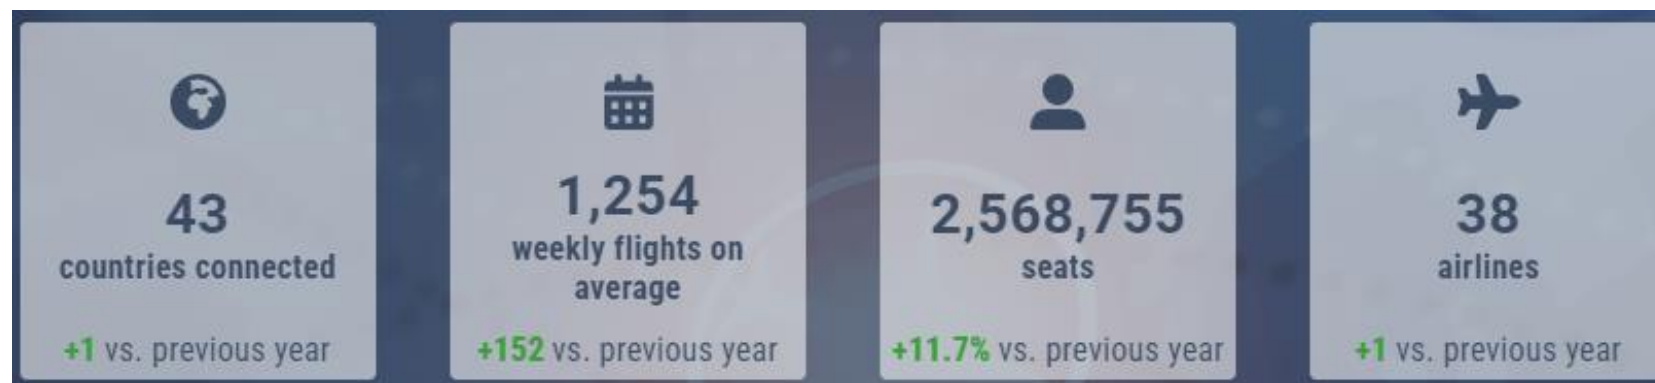 43
countries connected
+1 vs. previous year
1,254
weekly flights on
average
+152 vs. previous year
2,568,755
seats
+11.7% vs. previous year
38
airlines
+1 vs. previous year